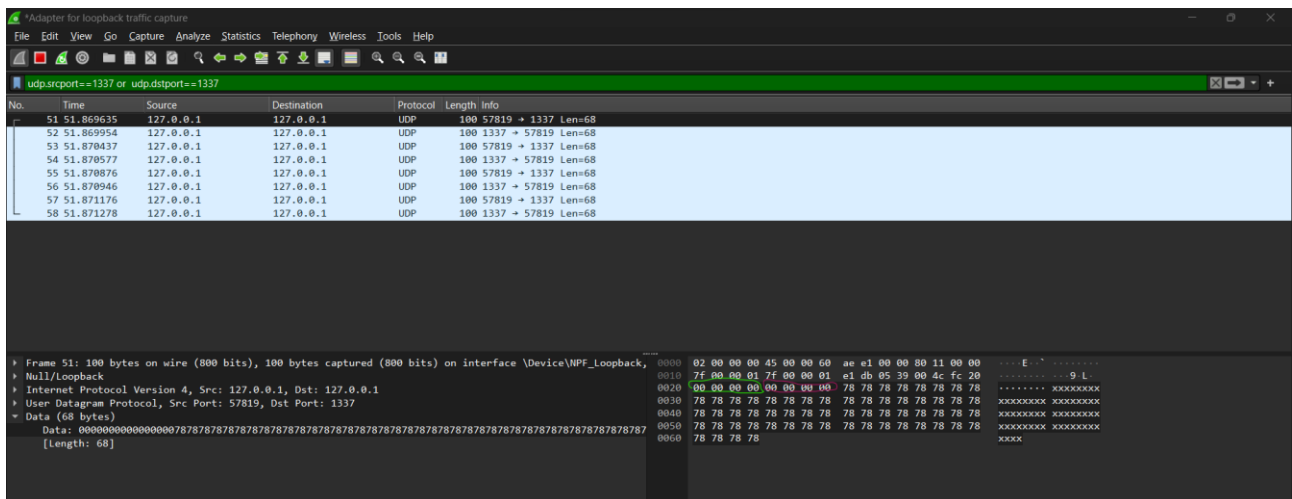 *Adapter for loopback traffic capture
File Edit View Go Capture Analyze Statistics Telephony Wireless Tools Help
udp.srcport==1337 or udp.dstport==1337
No. Time Source Destination Protocol Length Info
51 51.869635 127.0.0.1 127.0.0.1 UDP 100 57819 → 1337 Len=68
52 51.869954 127.0.0.1 127.0.0.1 UDP 100 1337 → 57819 Len=68
53 51.870437 127.0.0.1 127.0.0.1 UDP 100 57819 → 1337 Len=68
54 51.870577 127.0.0.1 127.0.0.1 UDP 100 1337 → 57819 Len=68
55 51.870876 127.0.0.1 127.0.0.1 UDP 100 57819 → 1337 Len=68
56 51.870946 127.0.0.1 127.0.0.1 UDP 100 1337 → 57819 Len=68
57 51.871176 127.0.0.1 127.0.0.1 UDP 100 57819 → 1337 Len=68
58 51.871278 127.0.0.1 127.0.0.1 UDP 100 1337 → 57819 Len=68
Frame 51: 100 bytes on wire (800 bits), 100 bytes captured (800 bits) on interface \Device\NPF_Loopback,
Null/Loopback
Internet Protocol Version 4, Src: 127.0.0.1, Dst: 127.0.0.1
User Datagram Protocol, Src Port: 57819, Dst Port: 1337
Data (68 bytes)
Data: 0000000000000000787878787878787878787878787878787878787878787878787878787878787878787878787878
[Length: 68]
0000 02 00 00 00 45 00 00 60 ae e1 00 00 80 11 00 00 ····E··` ········
0010 7f 00 00 01 7f 00 00 01 e1 db 05 39 00 4c fc 20 ········ ···9·L·
0020 00 00 00 00 00 00 00 00 78 78 78 78 78 78 78 78 ········ xxxxxxxx
0030 78 78 78 78 78 78 78 78 78 78 78 78 78 78 78 78 xxxxxxxx xxxxxxxx
0040 78 78 78 78 78 78 78 78 78 78 78 78 78 78 78 78 xxxxxxxx xxxxxxxx
0050 78 78 78 78 78 78 78 78 78 78 78 78 78 78 78 78 xxxxxxxx xxxxxxxx
0060 78 78 78 78 xxxx